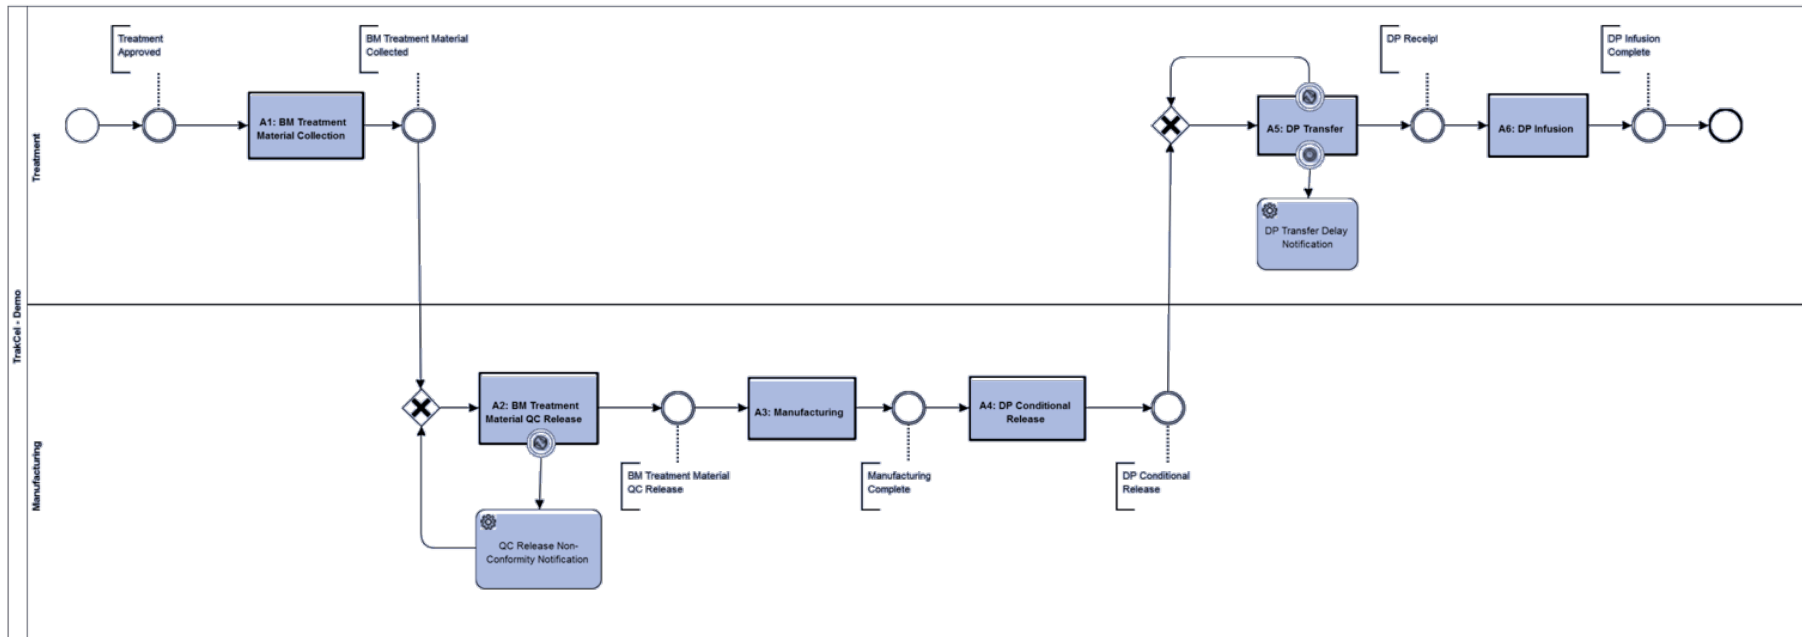 TrakCel - Demo
Treatment
Treatment
Approved
BM Treatment Material
Collected
A1: BM Treatment
Material Collection
A5: DP Transfer
DP Receipt
DP Infusion
Complete
A6: DP Infusion
DP Transfer Delay
Notification
Manufacturing
A2: BM Treatment
Material QC Release
BM Treatment Material
QC Release
A3: Manufacturing
Manufacturing
Complete
A4: DP Conditional
Release
DP Conditional
Release
QC Release Non-
Conformity Notification